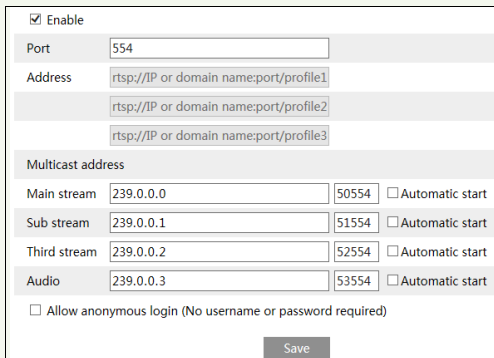 Enable
Port 554
Address rtsp://IP or domain name:port/profile1
rtsp://IP or domain name:port/profile2
rtsp://IP or domain name:port/profile3
Multicast address
Main stream 239.0.0.0 50554 Automatic start
Sub stream 239.0.0.1 51554 Automatic start
Third stream 239.0.0.2 52554 Automatic start
Audio 239.0.0.3 53554 Automatic start
Allow anonymous login (No username or password required)
Save